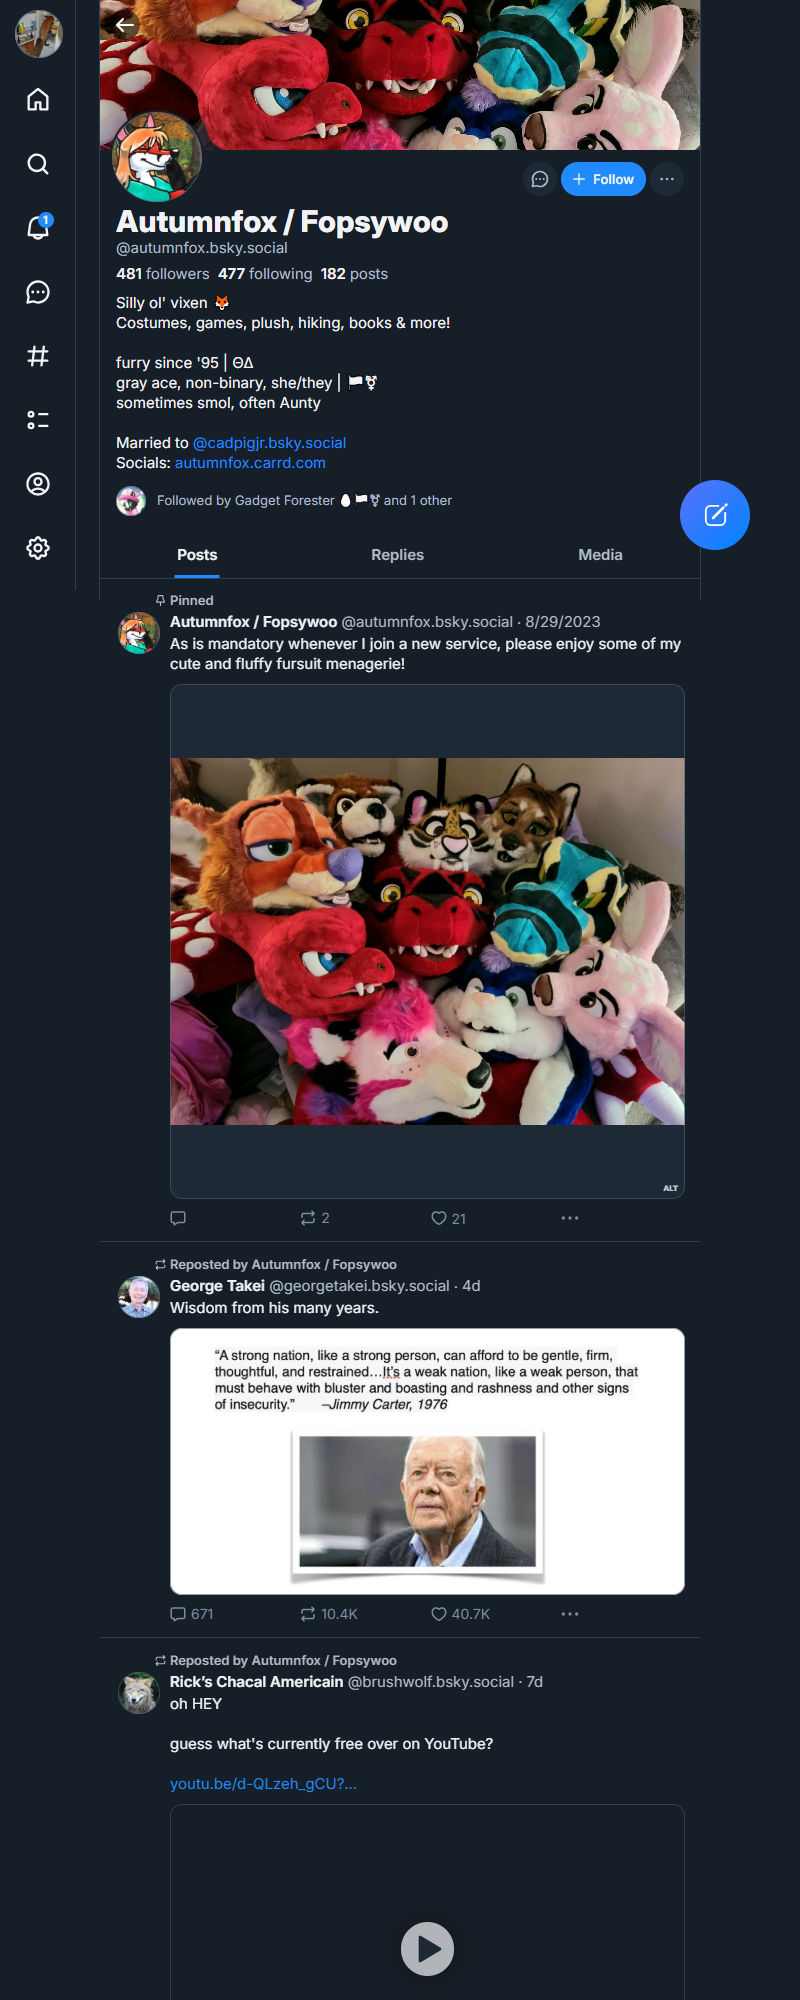 1
+ Follow
Autumnfox / Fopsywoo
@autumnfox.bsky.social
481 followers 477 following 182 posts
Silly ol' vixen 🦊
Costumes, games, plush, hiking, books & more!
furry since '95 | ΘΔ
gray ace, non-binary, she/they | 🏳⚧
sometimes smol, often Aunty
Married to @cadpigjr.bsky.social
Socials: autumnfox.carrd.com
Followed by Gadget Forester 🥚🏳⚧ and 1 other
Posts Replies Media
Pinned
Autumnfox / Fopsywoo @autumnfox.bsky.social · 8/29/2023
As is mandatory whenever I join a new service, please enjoy some of my
cute and fluffy fursuit menagerie!
ALT
2 21
Reposted by Autumnfox / Fopsywoo
George Takei @georgetakei.bsky.social · 4d
Wisdom from his many years.
“A strong nation, like a strong person, can afford to be gentle, firm,
thoughtful, and restrained…It’s a weak nation, like a weak person, that
must behave with bluster and boasting and rashness and other signs
of insecurity.” –Jimmy Carter, 1976
671 10.4K 40.7K
Reposted by Autumnfox / Fopsywoo
Rick’s Chacal Americain @brushwolf.bsky.social · 7d
oh HEY
guess what's currently free over on YouTube?
youtu.be/d-QLzeh_gCU?...